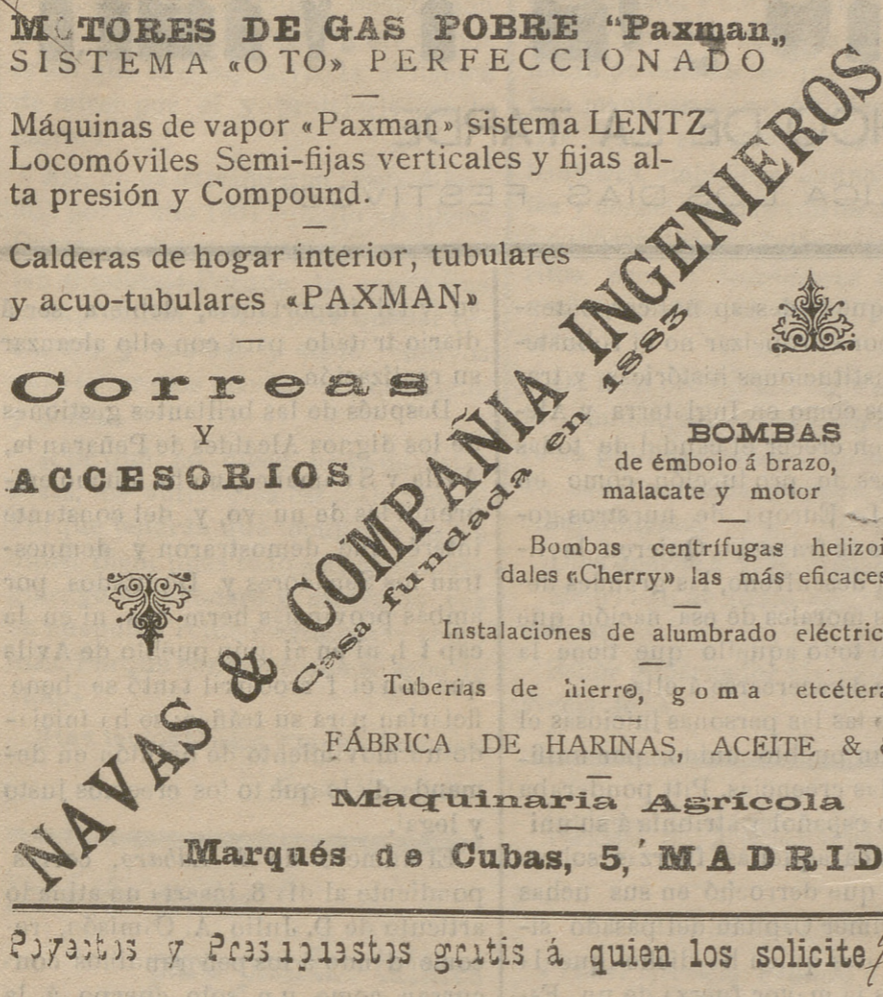 MOTORES DE GAS POBRE "Paxman„
SISTEMA «OTO» PERFECCIONADO
Máquinas de vapor «Paxman» sistema LENTZ
Locomóviles Semi-fijas verticales y fijas al-
ta presión y Compound.
Calderas de hogar interior, tubulares
y acuo-tubulares «PAXMAN»
Correas
Y
ACCESORIOS
NAVAS & COMPAÑIA INGENIEROS
Casa fundada en 1883
BOMBAS
de émbolo á brazo,
malacate y motor
Bombas centrífugas helizoi
dales «Cherry» las más eficaces
Instalaciones de alumbrado eléctric
Tuberias de hierro, goma etcétera
FÁBRICA DE HARINAS, ACEITE & &
Maquinaria Agrícola
Marqués de Cubas, 5, MADRID
Poyectos y Presupuestos gratis á quien los solicite